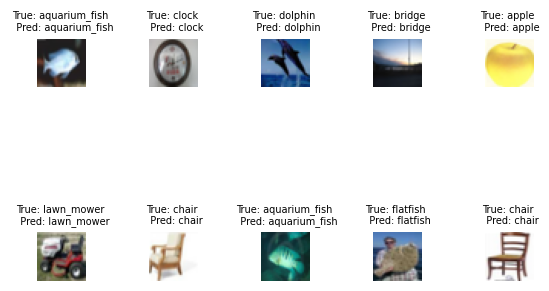 True: aquarium_fish
Pred: aquarium_fish
True: clock
Pred: clock
True: dolphin
Pred: dolphin
True: bridge
Pred: bridge
True: apple
Pred: apple
True: lawn_mower
Pred: lawn_mower
True: chair
Pred: chair
True: aquarium_fish
Pred: aquarium_fish
True: flatfish
Pred: flatfish
True: chair
Pred: chair